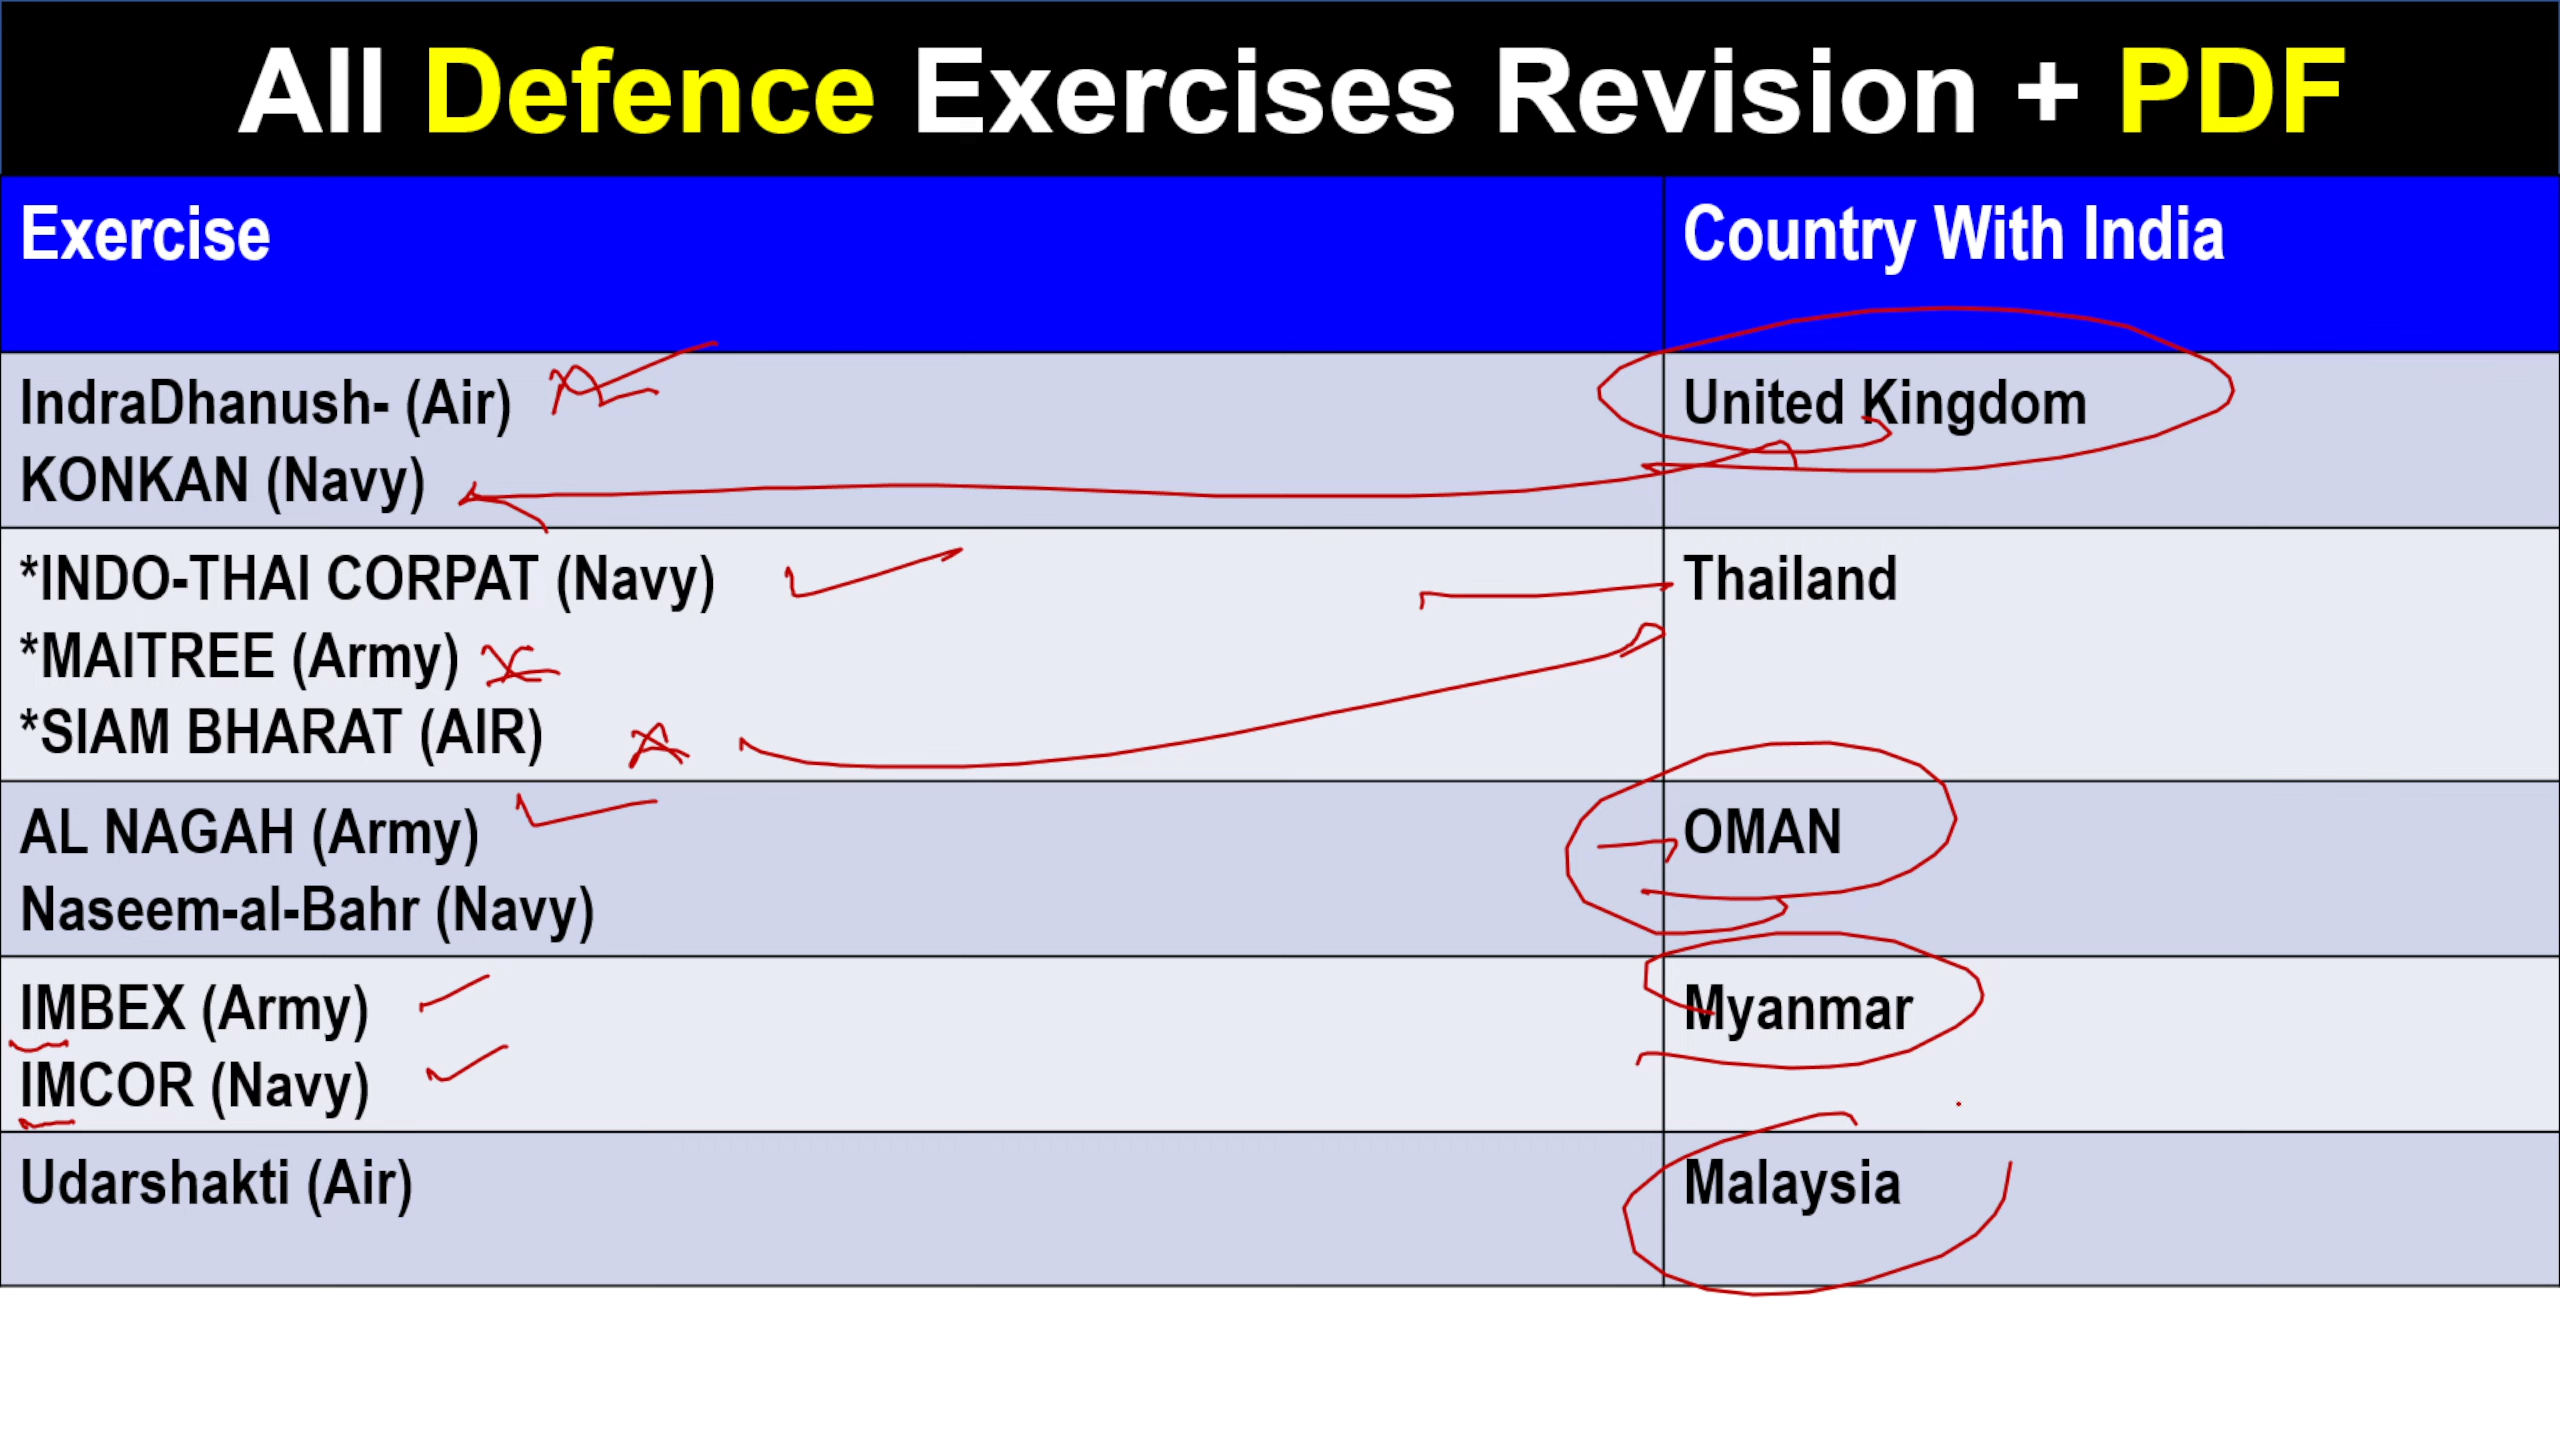 All Defence Exercises Revision + PDF
Exercise
Country With India
IndraDhanush- (Air)
KONKAN (Navy)
United Kingdom
*INDO-THAI CORPAT (Navy)
*MAITREE (Army)
*SIAM BHARAT (AIR)
Thailand
AL NAGAH (Army)
Naseem-al-Bahr (Navy)
OMAN
IMBEX (Army)
IMCOR (Navy)
Myanmar
Udarshakti (Air)
Malaysia